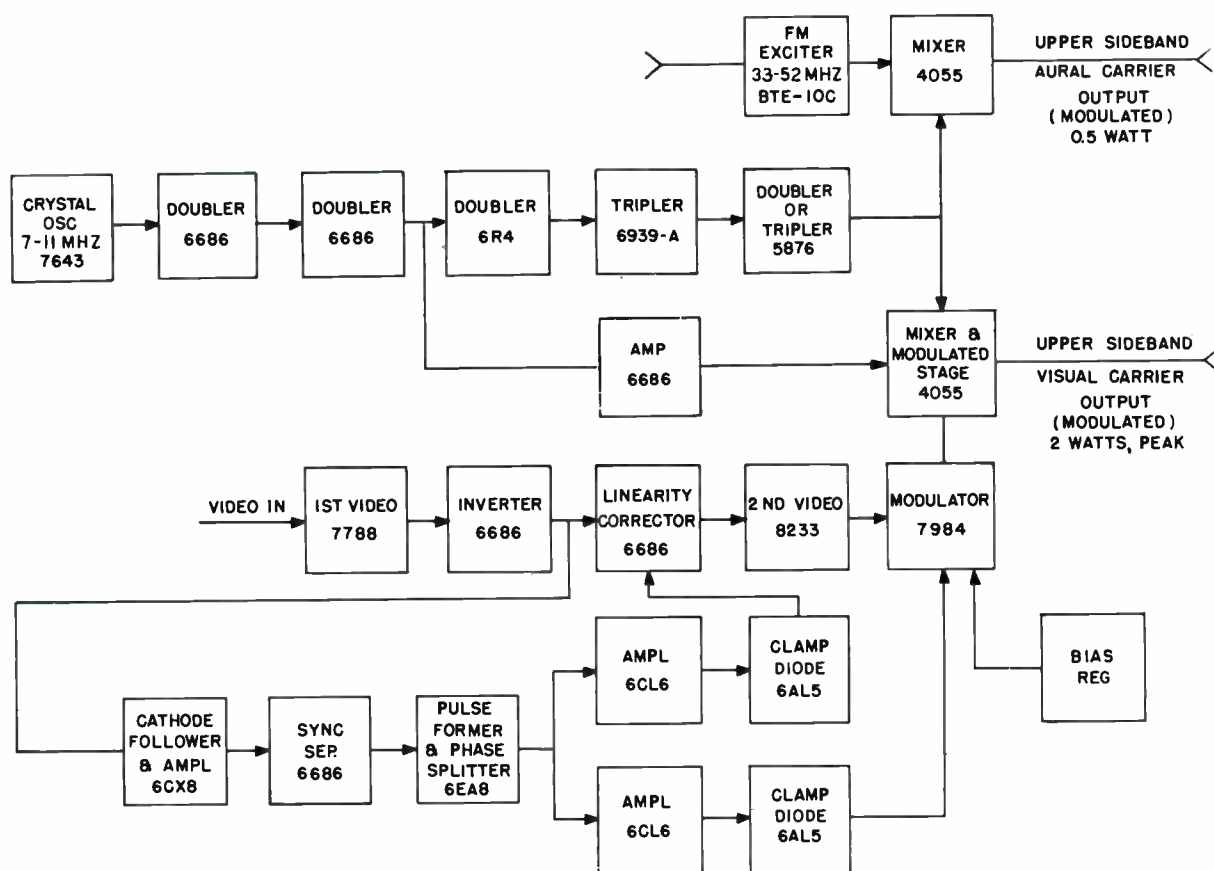 FM
EXCITER
33-52 MHZ
BTE-10C
MIXER
4055
UPPER SIDEBAND
AURAL CARRIER
OUTPUT
(MODULATED)
0.5 WATT
CRYSTAL
OSC
7-11 MHZ
7643
DOUBLER
6686
DOUBLER
6686
DOUBLER
6R4
TRIPLER
6939-A
DOUBLER
OR
TRIPLER
5876
AMP
6686
MIXER &
MODULATED
STAGE
4055
UPPER SIDEBAND
VISUAL CARRIER
OUTPUT
(MODULATED)
2 WATTS, PEAK
VIDEO IN
1ST VIDEO
7788
INVERTER
6686
LINEARITY
CORRECTOR
6686
2ND VIDEO
8233
MODULATOR
7984
AMPL
6CL6
CLAMP
DIODE
6AL5
BIAS
REG
CATHODE
FOLLOWER
& AMPL
6CX8
SYNC
SEP.
6686
PULSE
FORMER
& PHASE
SPLITTER
6EA8
AMPL
6CL6
CLAMP
DIODE
6AL5